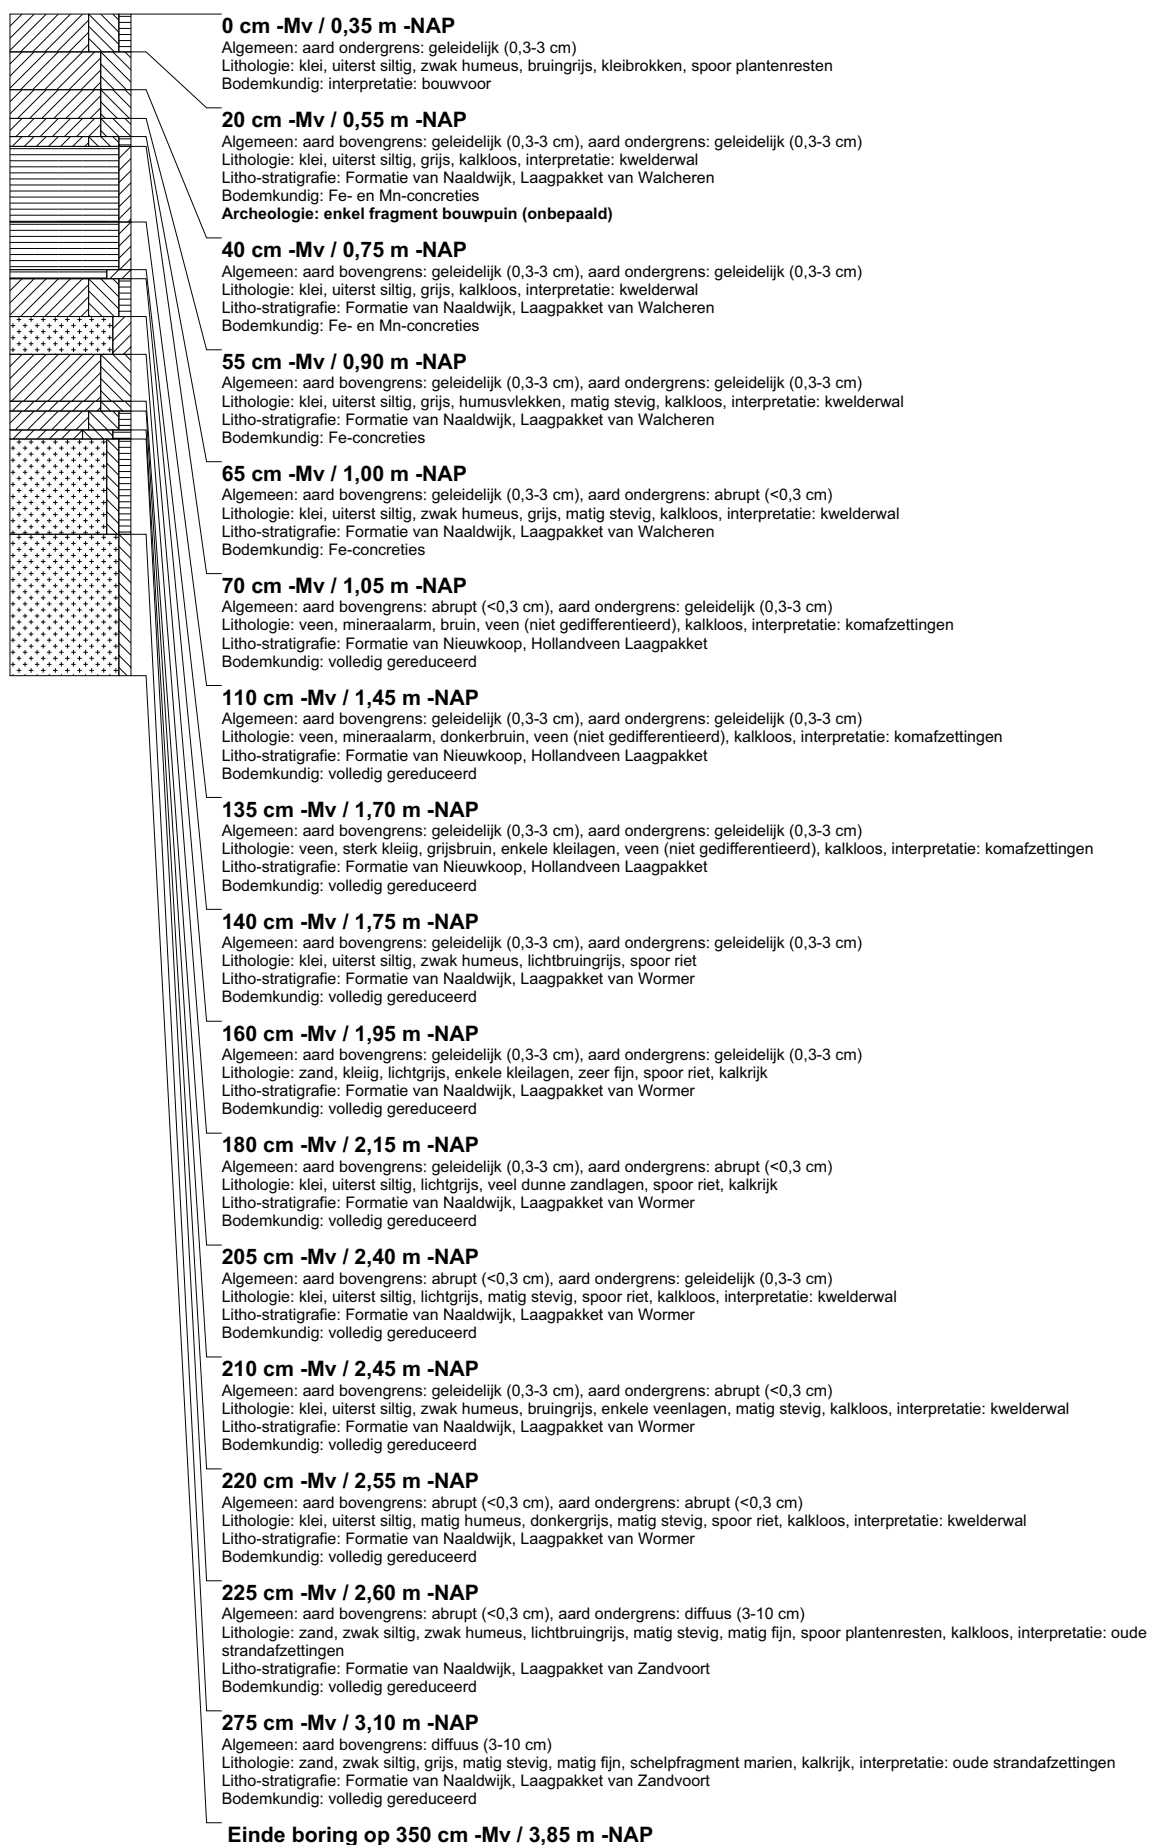 0 cm -Mv / 0,35 m -NAP
Algemeen: aard ondergrens: geleidelijk (0,3-3 cm)
Lithologie: klei, uiterst siltig, zwak humeus, bruingrijs, kleibrokken, spoor plantenresten
Bodemkundig: interpretatie: bouwvoor
20 cm -Mv / 0,55 m -NAP
Algemeen: aard bovengrens: geleidelijk (0,3-3 cm), aard ondergrens: geleidelijk (0,3-3 cm)
Lithologie: klei, uiterst siltig, grijs, kalkloos, interpretatie: kwelderwal
Litho-stratigrafie: Formatie van Naaldwijk, Laagpakket van Walcheren
Bodemkundig: Fe- en Mn-concreties
Archeologie: enkel fragment bouwpuin (onbepaald)
40 cm -Mv / 0,75 m -NAP
Algemeen: aard bovengrens: geleidelijk (0,3-3 cm), aard ondergrens: geleidelijk (0,3-3 cm)
Lithologie: klei, uiterst siltig, grijs, kalkloos, interpretatie: kwelderwal
Litho-stratigrafie: Formatie van Naaldwijk, Laagpakket van Walcheren
Bodemkundig: Fe- en Mn-concreties
55 cm -Mv / 0,90 m -NAP
Algemeen: aard bovengrens: geleidelijk (0,3-3 cm), aard ondergrens: geleidelijk (0,3-3 cm)
Lithologie: klei, uiterst siltig, grijs, humusvlekken, matig stevig, kalkloos, interpretatie: kwelderwal
Litho-stratigrafie: Formatie van Naaldwijk, Laagpakket van Walcheren
Bodemkundig: Fe-concreties
65 cm -Mv / 1,00 m -NAP
Algemeen: aard bovengrens: geleidelijk (0,3-3 cm), aard ondergrens: abrupt (<0,3 cm)
Lithologie: klei, uiterst siltig, zwak humeus, grijs, matig stevig, kalkloos, interpretatie: kwelderwal
Litho-stratigrafie: Formatie van Naaldwijk, Laagpakket van Walcheren
Bodemkundig: Fe-concreties
70 cm -Mv / 1,05 m -NAP
Algemeen: aard bovengrens: abrupt (<0,3 cm), aard ondergrens: geleidelijk (0,3-3 cm)
Lithologie: veen, mineraalarm, bruin, veen (niet gedifferentieerd), kalkloos, interpretatie: komafzettingen
Litho-stratigrafie: Formatie van Nieuwkoop, Hollandveen Laagpakket
Bodemkundig: volledig gereduceerd
110 cm -Mv / 1,45 m -NAP
Algemeen: aard bovengrens: geleidelijk (0,3-3 cm), aard ondergrens: geleidelijk (0,3-3 cm)
Lithologie: veen, mineraalarm, donkerbruin, veen (niet gedifferentieerd), kalkloos, interpretatie: komafzettingen
Litho-stratigrafie: Formatie van Nieuwkoop, Hollandveen Laagpakket
Bodemkundig: volledig gereduceerd
135 cm -Mv / 1,70 m -NAP
Algemeen: aard bovengrens: geleidelijk (0,3-3 cm), aard ondergrens: geleidelijk (0,3-3 cm)
Lithologie: veen, sterk kleiig, grijsbruin, enkele kleilagen, veen (niet gedifferentieerd), kalkloos, interpretatie: komafzettingen
Litho-stratigrafie: Formatie van Nieuwkoop, Hollandveen Laagpakket
Bodemkundig: volledig gereduceerd
140 cm -Mv / 1,75 m -NAP
Algemeen: aard bovengrens: geleidelijk (0,3-3 cm), aard ondergrens: geleidelijk (0,3-3 cm)
Lithologie: klei, uiterst siltig, zwak humeus, lichtbruingrijs, spoor riet
Litho-stratigrafie: Formatie van Naaldwijk, Laagpakket van Wormer
Bodemkundig: volledig gereduceerd
160 cm -Mv / 1,95 m -NAP
Algemeen: aard bovengrens: geleidelijk (0,3-3 cm), aard ondergrens: geleidelijk (0,3-3 cm)
Lithologie: zand, kleiig, lichtgrijs, enkele kleilagen, zeer fijn, spoor riet, kalkrijk
Litho-stratigrafie: Formatie van Naaldwijk, Laagpakket van Wormer
Bodemkundig: volledig gereduceerd
180 cm -Mv / 2,15 m -NAP
Algemeen: aard bovengrens: geleidelijk (0,3-3 cm), aard ondergrens: abrupt (<0,3 cm)
Lithologie: klei, uiterst siltig, lichtgrijs, veel dunne zandlagen, spoor riet, kalkrijk
Litho-stratigrafie: Formatie van Naaldwijk, Laagpakket van Wormer
Bodemkundig: volledig gereduceerd
205 cm -Mv / 2,40 m -NAP
Algemeen: aard bovengrens: abrupt (<0,3 cm), aard ondergrens: geleidelijk (0,3-3 cm)
Lithologie: klei, uiterst siltig, lichtgrijs, matig stevig, spoor riet, kalkloos, interpretatie: kwelderwal
Litho-stratigrafie: Formatie van Naaldwijk, Laagpakket van Wormer
Bodemkundig: volledig gereduceerd
210 cm -Mv / 2,45 m -NAP
Algemeen: aard bovengrens: geleidelijk (0,3-3 cm), aard ondergrens: abrupt (<0,3 cm)
Lithologie: klei, uiterst siltig, zwak humeus, bruingrijs, enkele veenlagen, matig stevig, kalkloos, interpretatie: kwelderwal
Litho-stratigrafie: Formatie van Naaldwijk, Laagpakket van Wormer
Bodemkundig: volledig gereduceerd
220 cm -Mv / 2,55 m -NAP
Algemeen: aard bovengrens: abrupt (<0,3 cm), aard ondergrens: abrupt (<0,3 cm)
Lithologie: klei, uiterst siltig, matig humeus, donkergrijs, matig stevig, spoor riet, kalkloos, interpretatie: kwelderwal
Litho-stratigrafie: Formatie van Naaldwijk, Laagpakket van Wormer
Bodemkundig: volledig gereduceerd
225 cm -Mv / 2,60 m -NAP
Algemeen: aard bovengrens: abrupt (<0,3 cm), aard ondergrens: diffuus (3-10 cm)
Lithologie: zand, zwak siltig, zwak humeus, lichtbruingrijs, matig stevig, matig fijn, spoor plantenresten, kalkloos, interpretatie: oude
strandafzettingen
Litho-stratigrafie: Formatie van Naaldwijk, Laagpakket van Zandvoort
Bodemkundig: volledig gereduceerd
275 cm -Mv / 3,10 m -NAP
Algemeen: aard bovengrens: diffuus (3-10 cm)
Lithologie: zand, zwak siltig, grijs, matig stevig, matig fijn, schelpfragment marien, kalkrijk, interpretatie: oude strandafzettingen
Litho-stratigrafie: Formatie van Naaldwijk, Laagpakket van Zandvoort
Bodemkundig: volledig gereduceerd
Einde boring op 350 cm -Mv / 3,85 m -NAP